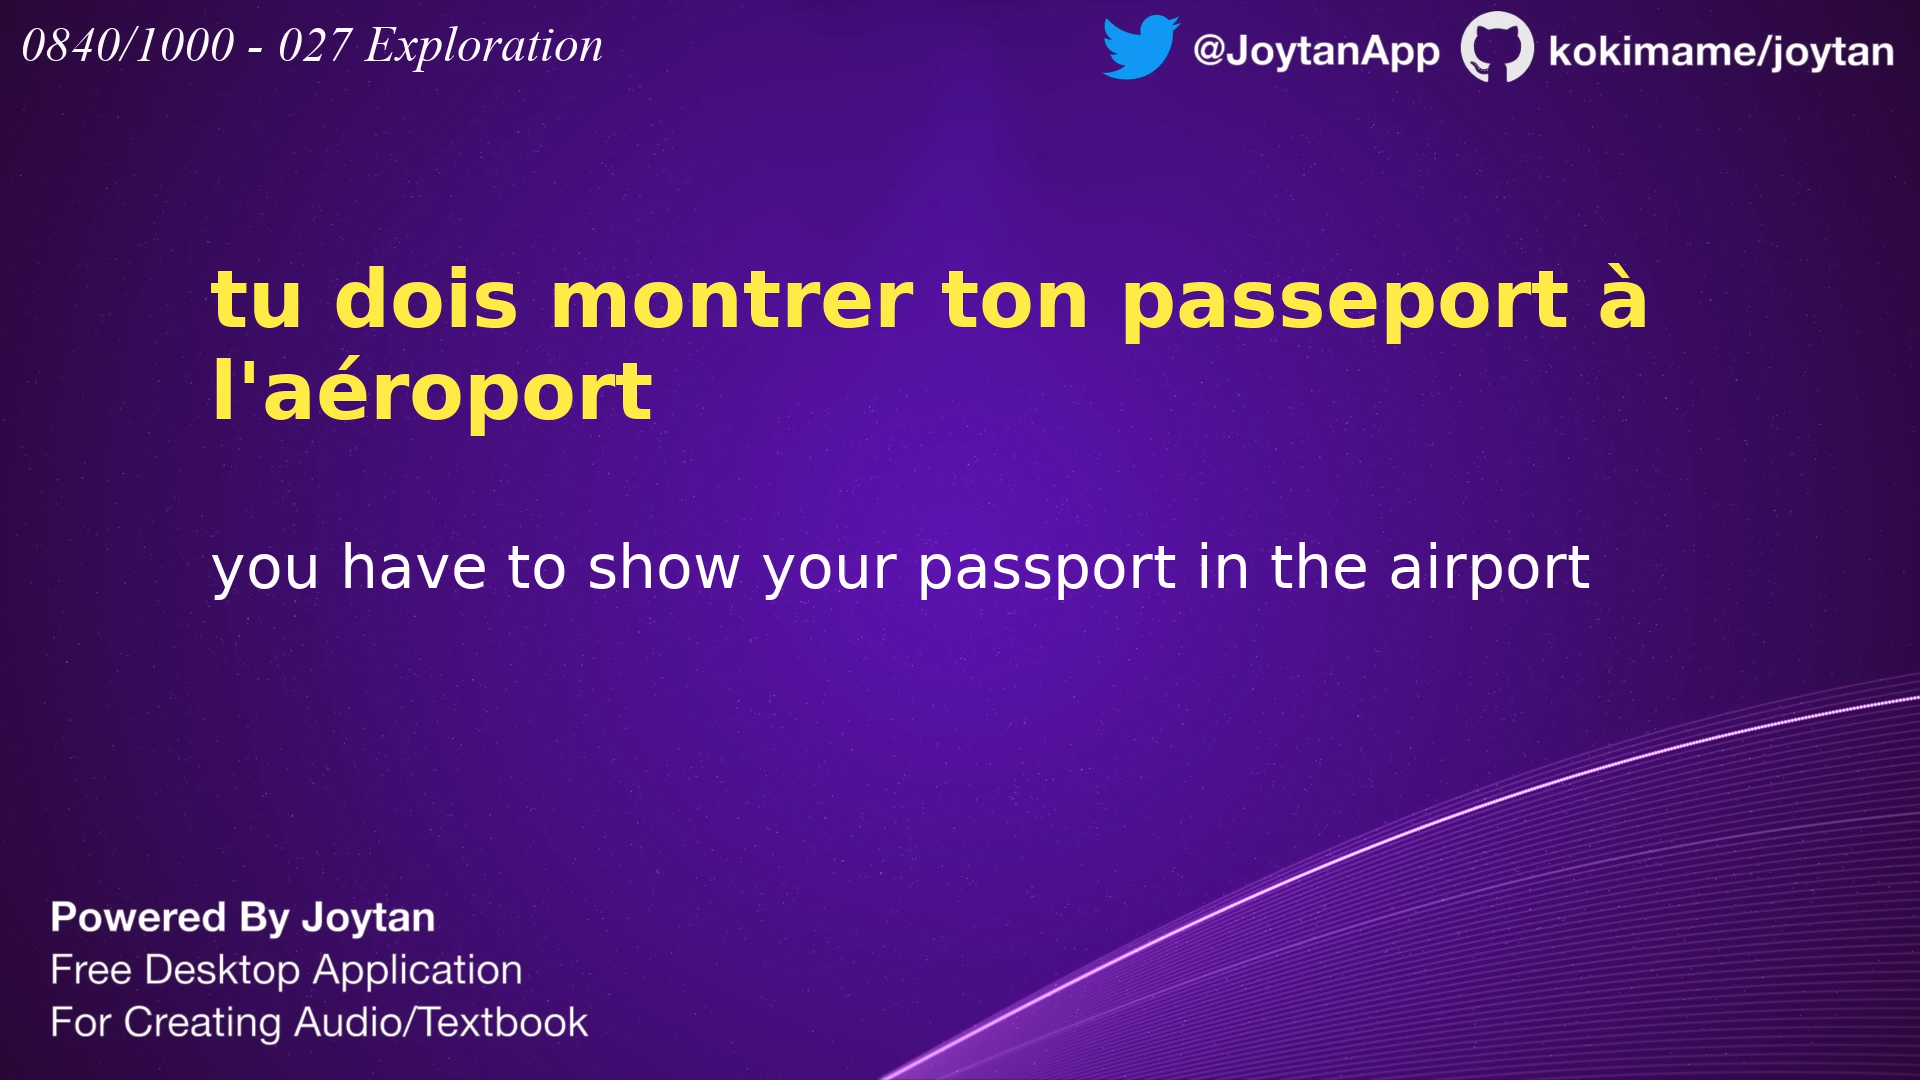 0840/1000 - 027 Exploration
@JoytanApp
kokimame/joytan
tu dois montrer ton passeport à
l'aéroport
you have to show your passport in the airport
Powered By Joytan
Free Desktop Application
For Creating Audio/Textbook